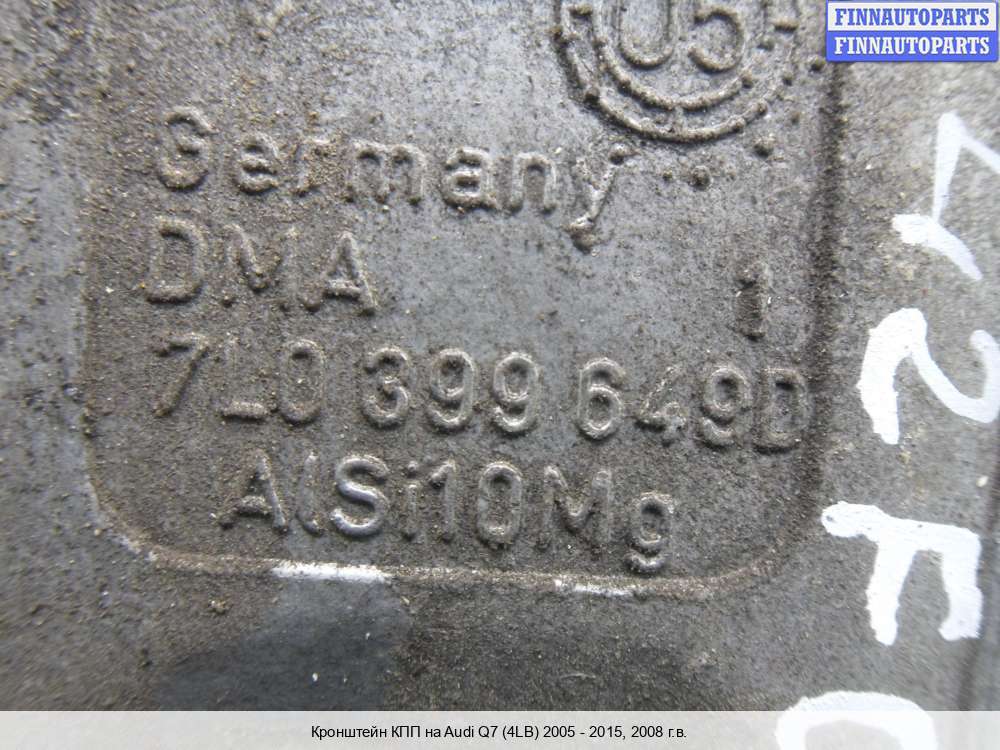 FINNAUTOPARTS
FINNAUTOPARTS
05
Germany
DMA 1
7L0 399 649D
AlSi10Mg
Кронштейн КПП на Audi Q7 (4LB) 2005 - 2015, 2008 г.в.